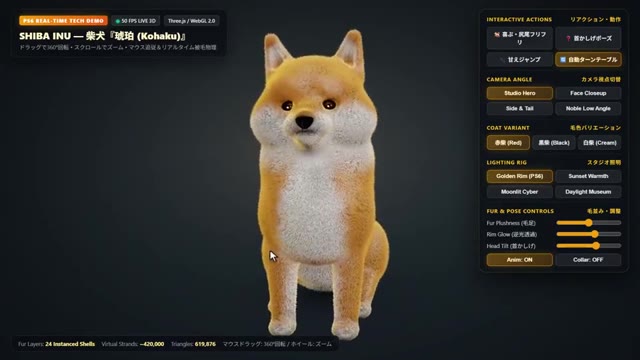 PS6 REAL-TIME TECH DEMO
50 FPS LIVE 3D
Three.js / WebGL 2.0
SHIBA INU — 柴犬『琥珀 (Kohaku)』
ドラッグで360°回転・スクロールでズーム・マウス追従&リアルタイム被毛物理
INTERACTIVE ACTIONS リアクション・動作
喜ぶ・尻尾フリフリ
首かしげポーズ
甘えジャンプ
自動ターンテーブル
CAMERA ANGLE カメラ視点切替
Studio Hero
Face Closeup
Side & Tail
Noble Low Angle
COAT VARIANT 毛色バリエーション
赤柴 (Red)
黒柴 (Black)
白柴 (Cream)
LIGHTING RIG スタジオ照明
Golden Rim (PS6)
Sunset Warmth
Moonlit Cyber
Daylight Museum
FUR & POSE CONTROLS 毛並み・調整
Fur Plushness (毛足)
Rim Glow (逆光透過)
Head Tilt (首かしげ)
Anim: ON
Collar: OFF
Fur Layers: 24 Instanced Shells Virtual Strands: ~420,000 Triangles: 619,876 マウスドラッグ: 360°回転 / ホイール: ズーム